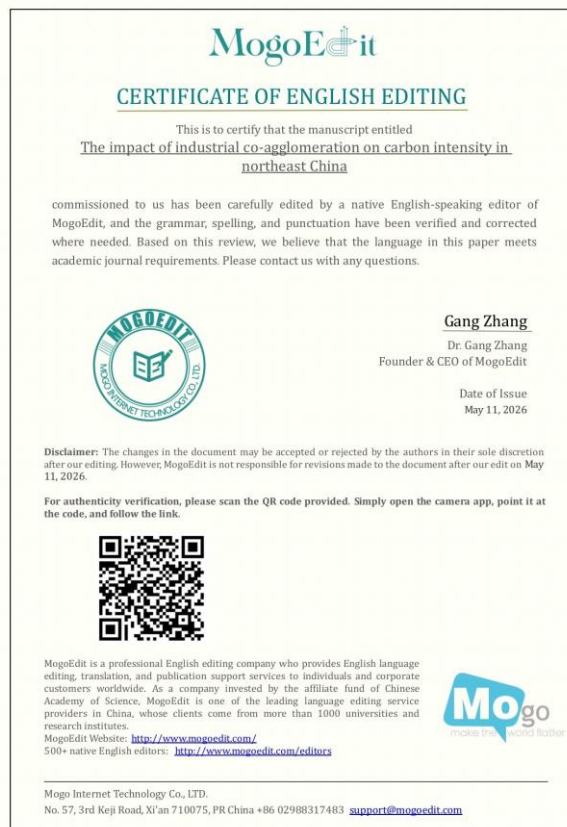 MogoEdit
CERTIFICATE OF ENGLISH EDITING
This is to certify that the manuscript entitled
The impact of industrial co-agglomeration on carbon intensity in
northeast China
commissioned to us has been carefully edited by a native English-speaking editor of
MogoEdit, and the grammar, spelling, and punctuation have been verified and corrected
where needed. Based on this review, we believe that the language in this paper meets
academic journal requirements. Please contact us with any questions.
MOGOEDIT
MOGO INTERNET TECHNOLOGY CO., LTD.
Gang Zhang
Dr. Gang Zhang
Founder & CEO of MogoEdit
Date of Issue
May 11, 2026
Disclaimer: The changes in the document may be accepted or rejected by the authors in their sole discretion
after our editing. However, MogoEdit is not responsible for revisions made to the document after our edit on May
11, 2026.
For authenticity verification, please scan the QR code provided. Simply open the camera app, point it at
the code, and follow the link.
MogoEdit is a professional English editing company who provides English language
editing, translation, and publication support services to individuals and corporate
customers worldwide. As a company invested by the affiliate fund of Chinese
Academy of Science, MogoEdit is one of the leading language editing service
providers in China, whose clients come from more than 1000 universities and
research institutes.
MogoEdit Website: http://www.mogoedit.com/
500+ native English editors: http://www.mogoedit.com/editors
Mogo
make the world flatter
Mogo Internet Technology Co., LTD.
No. 57, 3rd Keji Road, Xi'an 710075, PR China +86 02988317483 support@mogoedit.com